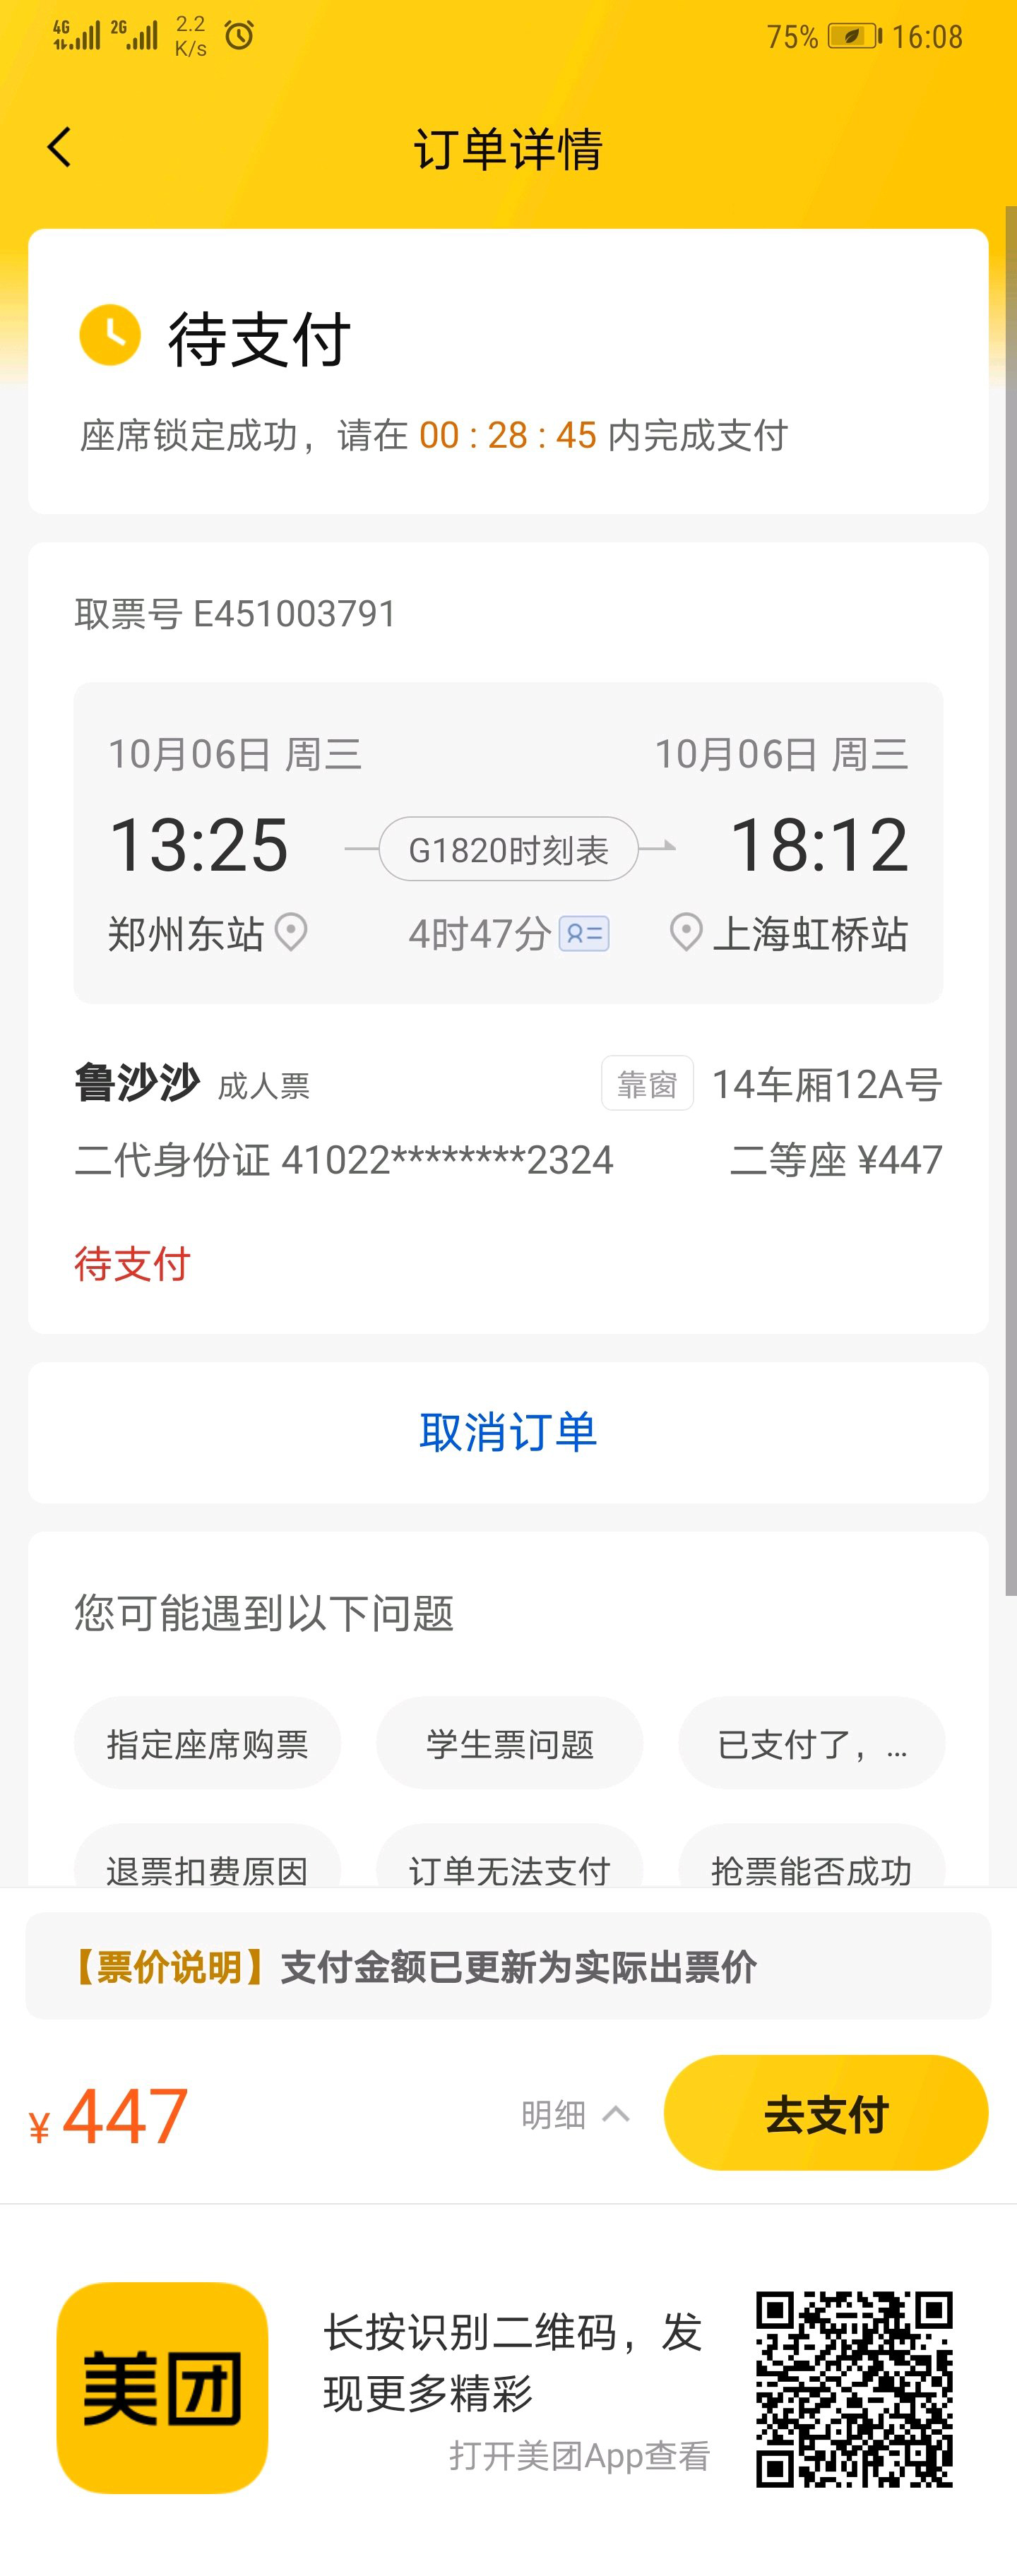 4G 2G 2.2 K/s 75% 16:08
订单详情
待支付
座席锁定成功，请在 00 : 28 : 45 内完成支付
取票号 E451003791
10月06日 周三 10月06日 周三
13:25 G1820时刻表 18:12
郑州东站 4时47分 上海虹桥站
鲁沙沙 成人票 靠窗 14车厢12A号
二代身份证 41022********2324 二等座 ¥447
待支付
取消订单
您可能遇到以下问题
指定座席购票 学生票问题 已支付了，...
退票扣费原因 订单无法支付 抢票能否成功
【票价说明】支付金额已更新为实际出票价
¥ 447 明细 去支付
美团
长按识别二维码，发
现更多精彩
打开美团App查看